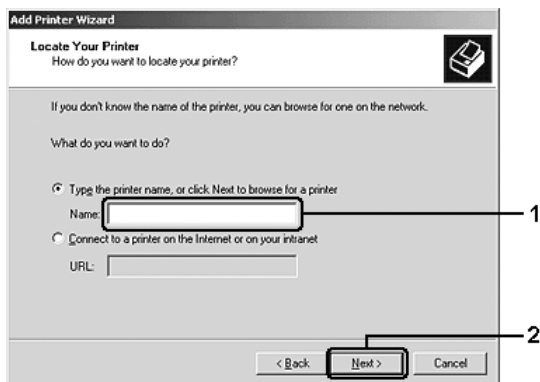 Add Printer Wizard
Locate Your Printer
How do you want to locate your printer?
If you don't know the name of the printer, you can browse for one on the network.
What do you want to do?
Type the printer name, or click Next to browse for a printer
Name:
1
Connect to a printer on the Internet or on your intranet
URL:
2
< Back
Next >
Cancel